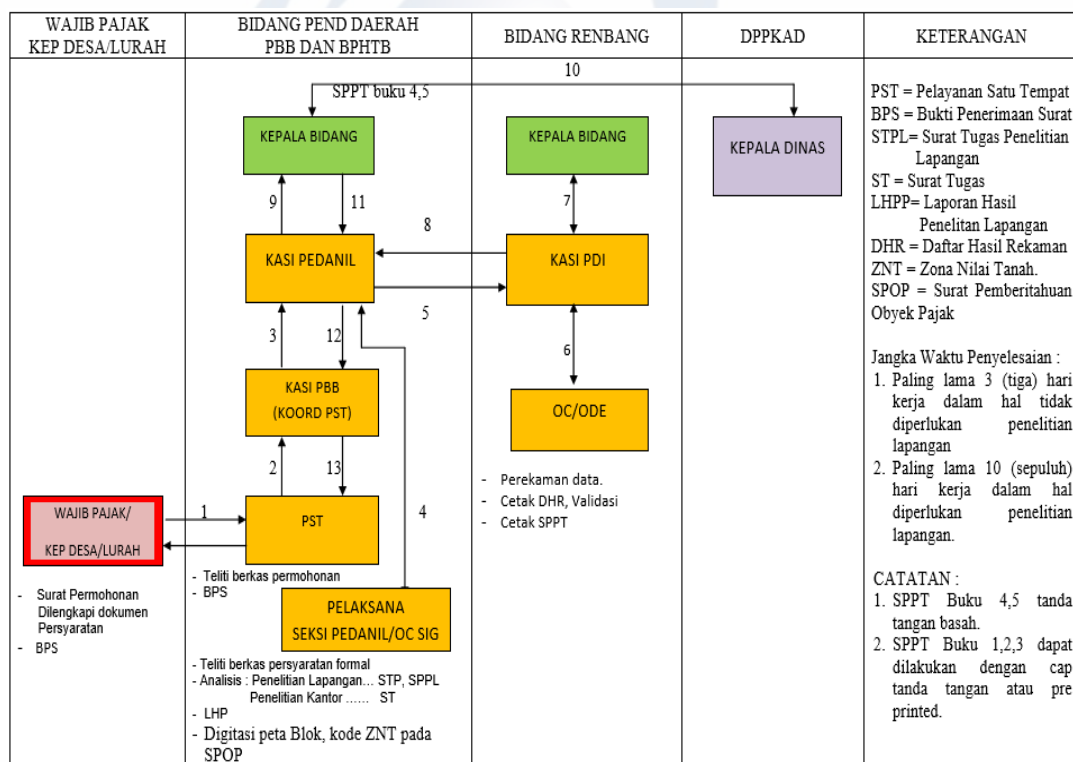 WAJIB PAJAK
KEP DESA/LURAH
BIDANG PEND DAERAH
PBB DAN BPHTB
BIDANG RENBANG
DPPKAD
KETERANGAN
10
SPPT buku 4,5
KEPALA BIDANG
KEPALA BIDANG
KEPALA DINAS
9
11
7
8
KASI PEDANIL
KASI PDI
5
3
12
6
KASI PBB
(KOORD PST)
OC/ODE
2
13
4
- Perekaman data.
- Cetak DHR, Validasi
- Cetak SPPT
WAJIB PAJAK/
KEP DESA/LURAH
1
PST
- Surat Permohonan
Dilengkapi dokumen
Persyaratan
- BPS
- Teliti berkas permohonan
- BPS
PELAKSANA
SEKSI PEDANIL/OC SIG
- Teliti berkas persyaratan formal
- Analisis : Penelitian Lapangan... STP, SPPL
Penelitian Kantor ...... ST
- LHP
- Digitasi peta Blok, kode ZNT pada
SPOP
PST = Pelayanan Satu Tempat
BPS = Bukti Penerimaan Surat
STPL= Surat Tugas Penelitian
Lapangan
ST = Surat Tugas
LHPP= Laporan Hasil
Penelitan Lapangan
DHR = Daftar Hasil Rekaman
ZNT = Zona Nilai Tanah.
SPOP = Surat Pemberitahuan
Obyek Pajak
Jangka Waktu Penyelesaian :
1. Paling lama 3 (tiga) hari
kerja dalam hal tidak
diperlukan penelitian
lapangan
2. Paling lama 10 (sepuluh)
hari kerja dalam hal
diperlukan penelitian
lapangan.
CATATAN :
1. SPPT Buku 4,5 tanda
tangan basah.
2. SPPT Buku 1,2,3 dapat
dilakukan dengan cap
tanda tangan atau pre
printed.